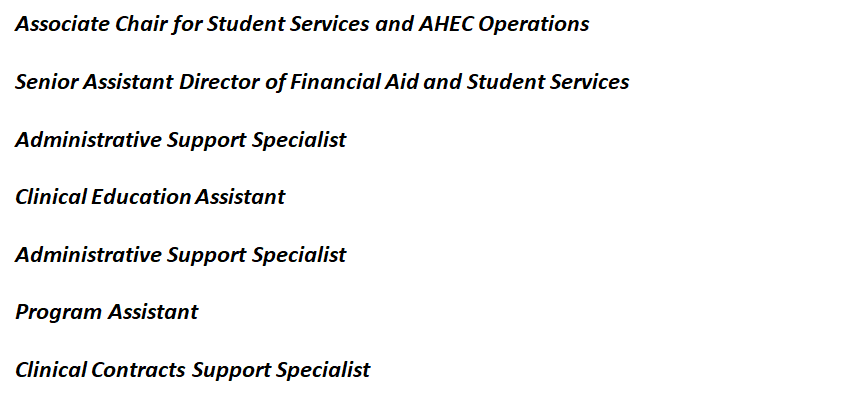 Associate Chair for Student Services and AHEC Operations
Senior Assistant Director of Financial Aid and Student Services
Administrative Support Specialist
Clinical Education Assistant
Administrative Support Specialist
Program Assistant
Clinical Contracts Support Specialist